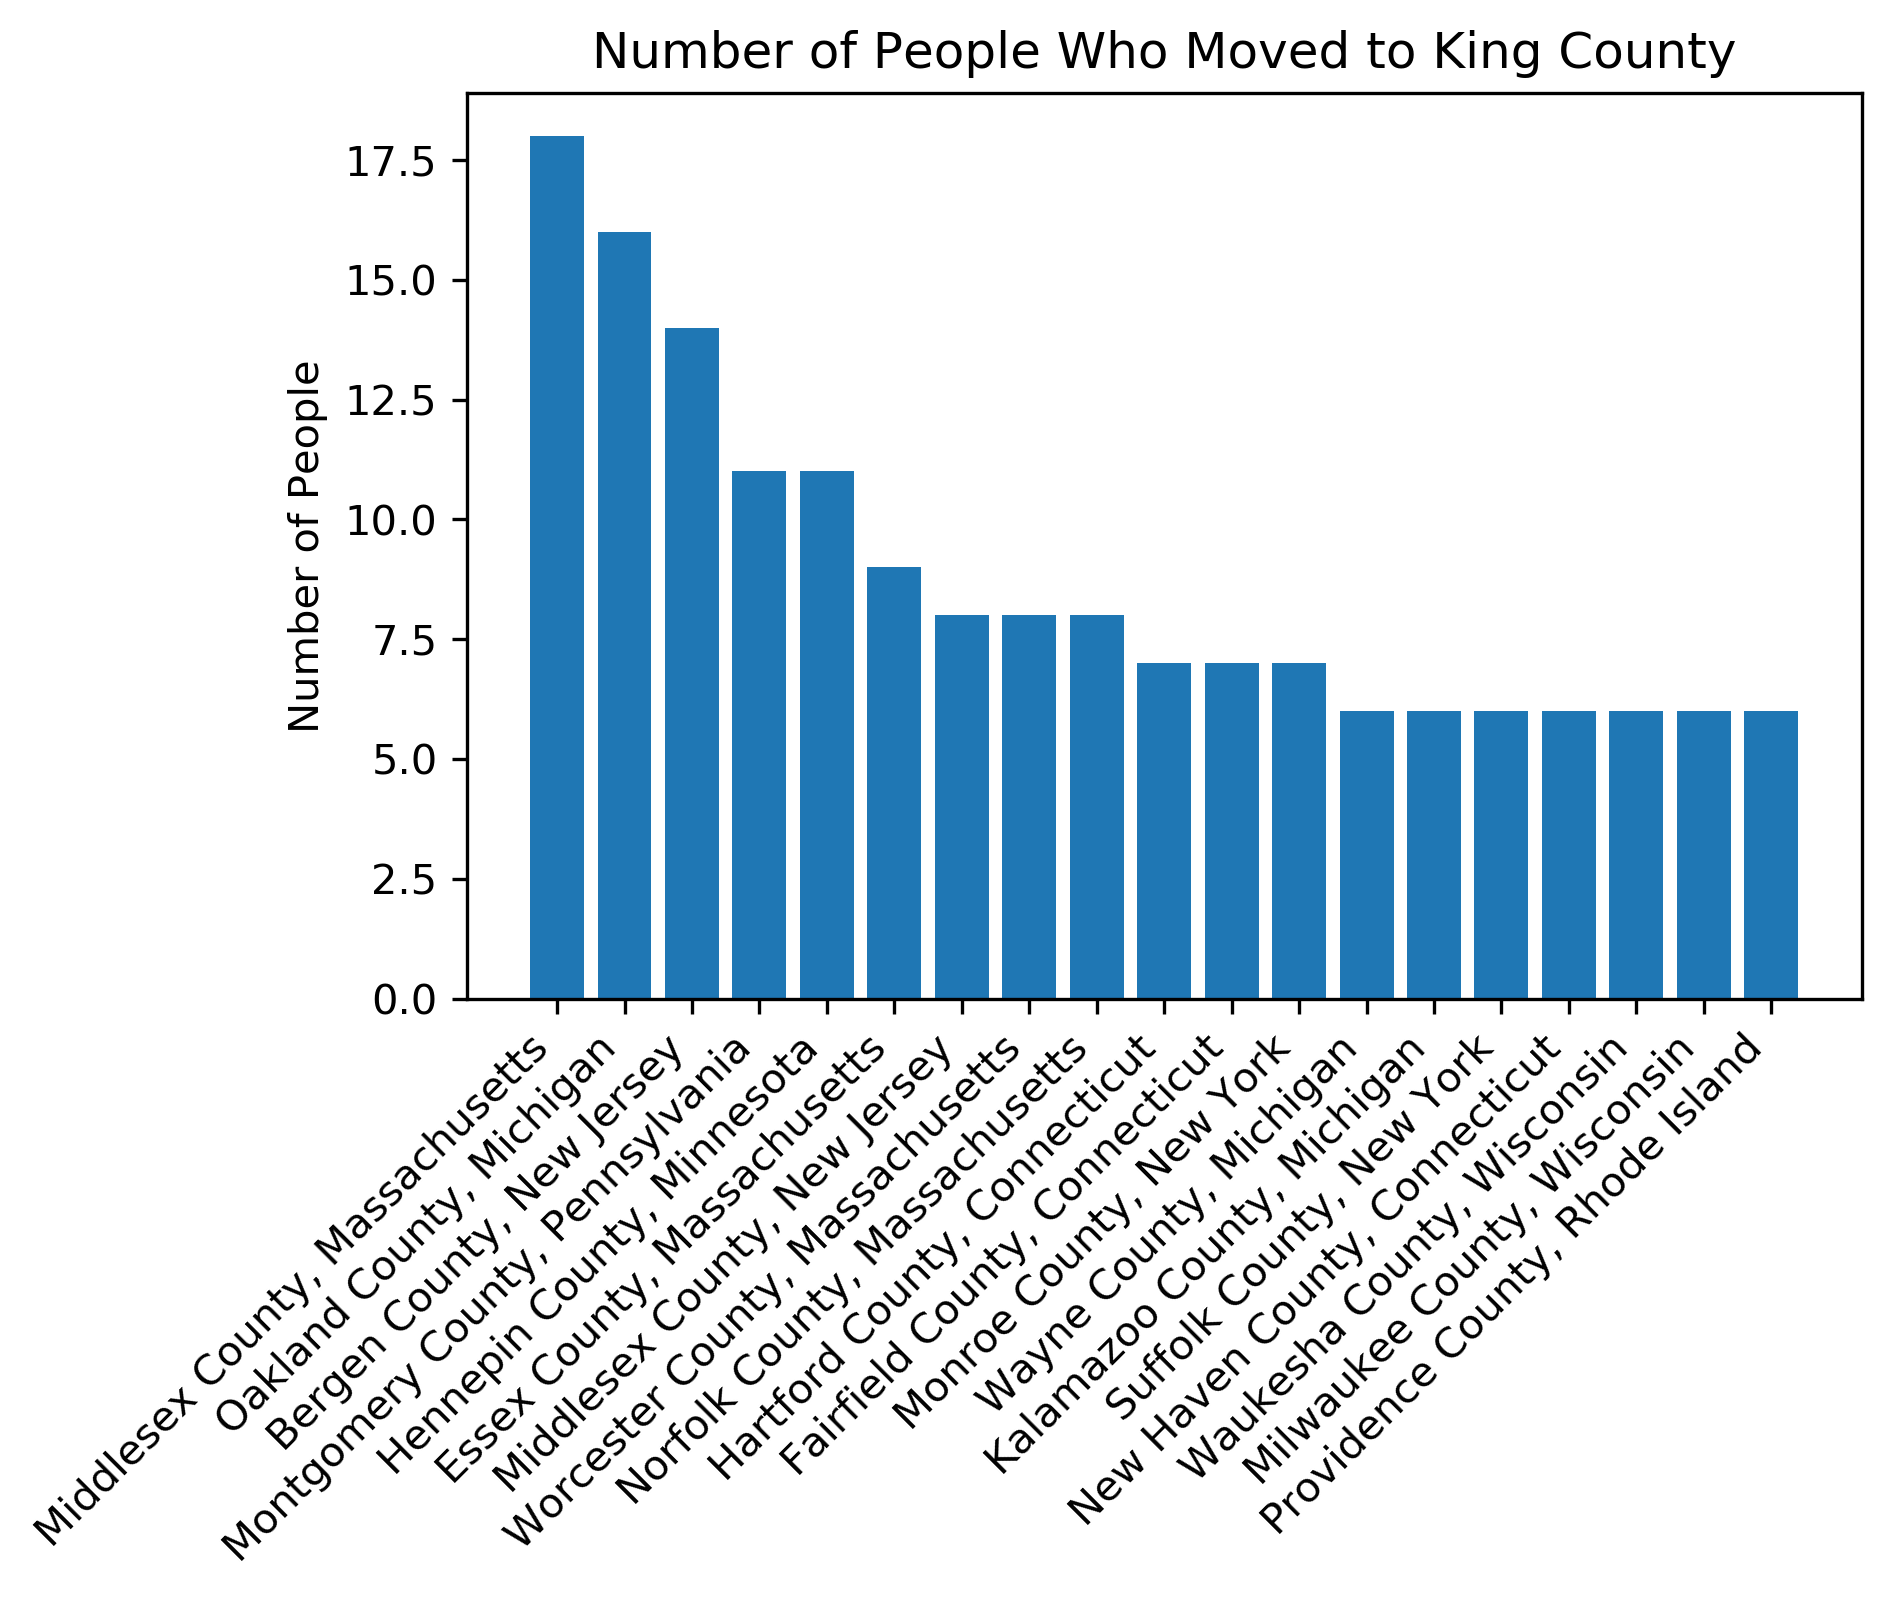 Number of People Who Moved to King County
Number of People
17.5
15.0
12.5
10.0
7.5
5.0
2.5
0.0
Middlesex County, Massachusetts
Oakland County, Michigan
Bergen County, New Jersey
Montgomery County, Pennsylvania
Hennepin County, Minnesota
Essex County, Massachusetts
Middlesex County, New Jersey
Worcester County, Massachusetts
Norfolk County, Massachusetts
Hartford County, Connecticut
Fairfield County, Connecticut
Monroe County, New York
Wayne County, Michigan
Kalamazoo County, Michigan
Suffolk County, New York
New Haven County, Connecticut
Waukesha County, Wisconsin
Milwaukee County, Wisconsin
Providence County, Rhode Island